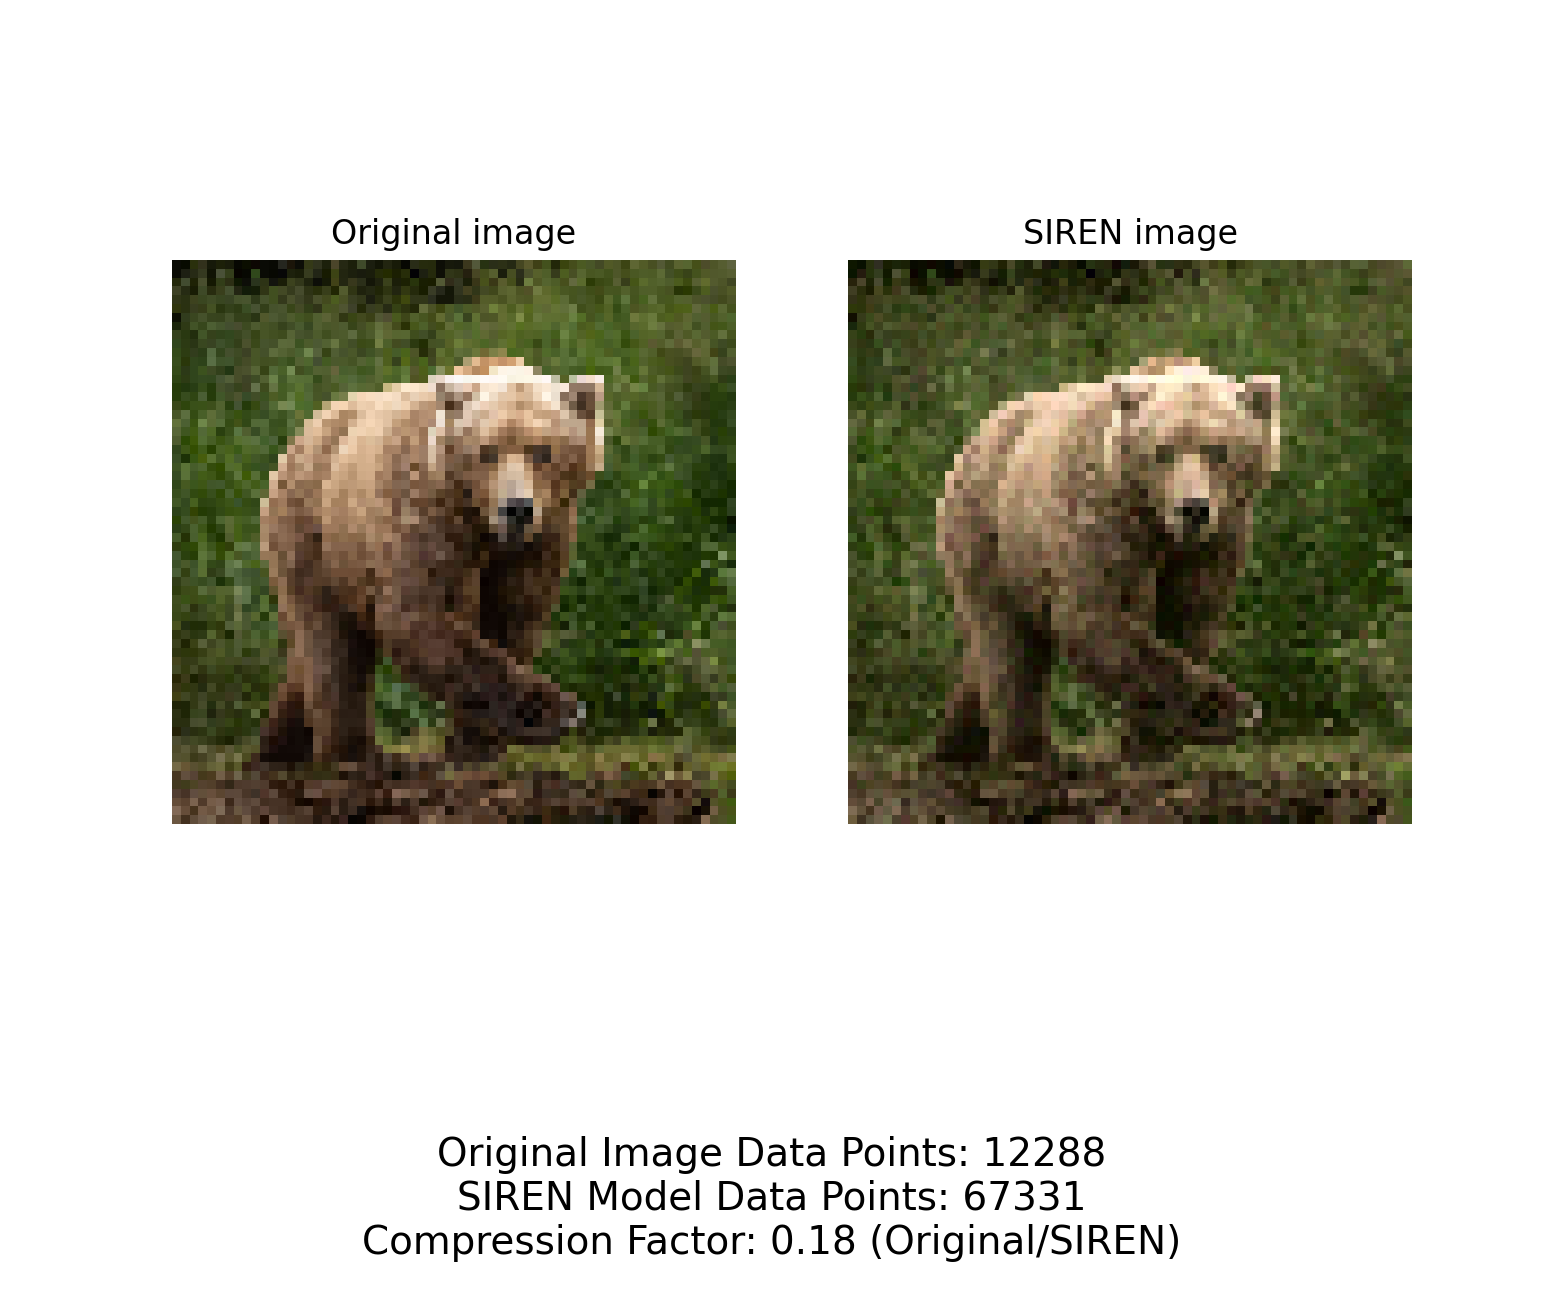 Original image
SIREN image
Original Image Data Points: 12288
SIREN Model Data Points: 67331
Compression Factor: 0.18 (Original/SIREN)